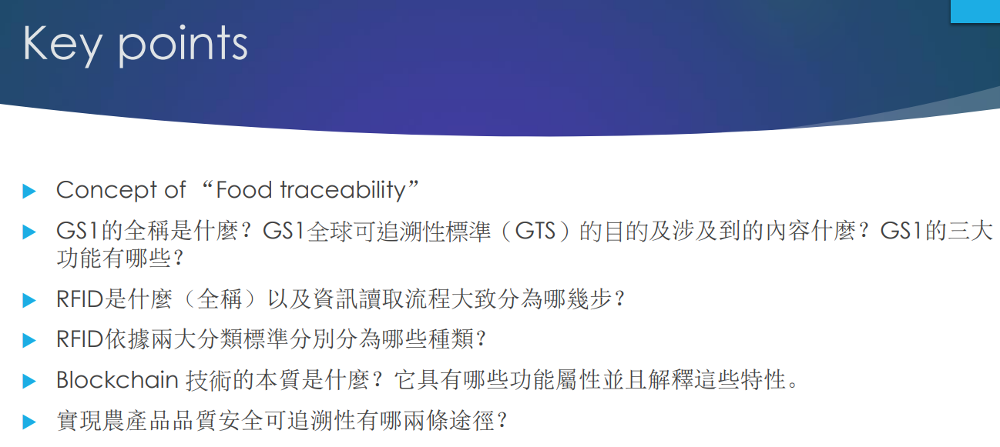 Key points
Concept of “Food traceability”
GS1的全稱是什麼？GS1全球可追溯性標準（GTS）的目的及涉及到的內容什麼？GS1的三大
功能有哪些？
RFID是什麼（全稱）以及資訊讀取流程大致分為哪幾步？
RFID依據兩大分類標準分別分為哪些種類？
Blockchain 技術的本質是什麼？它具有哪些功能屬性並且解釋這些特性。
實現農產品品質安全可追溯性有哪兩條途徑？